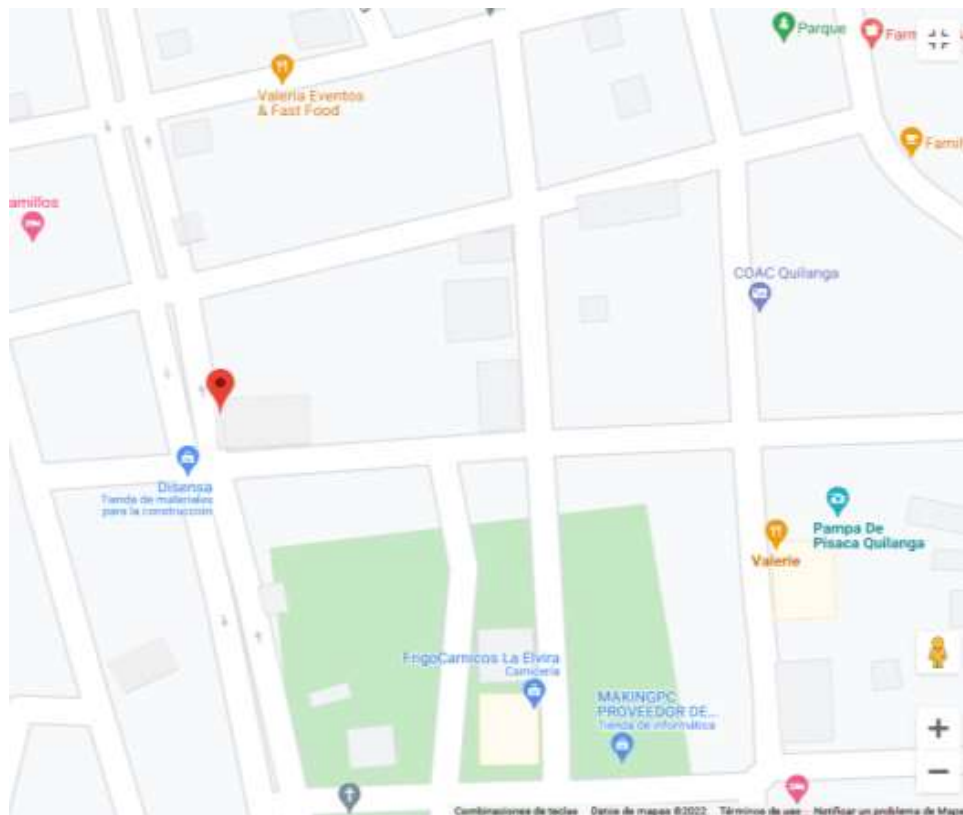 Parque
Farm
Valeria Eventos
& Fast Food
Famil
amillos
COAC Quilanga
Disensa
Tienda de materiales
para la construcción
Pampa De
Pisaca Quilanga
Valerie
FrigoCarnicos La Elvira
Carnicería
MAKINGPC
PROVEEDOR DE...
Tienda de informática
Combinaciones de teclas Datos de mapas ©2022 Términos de uso Notificar un problema de Maps